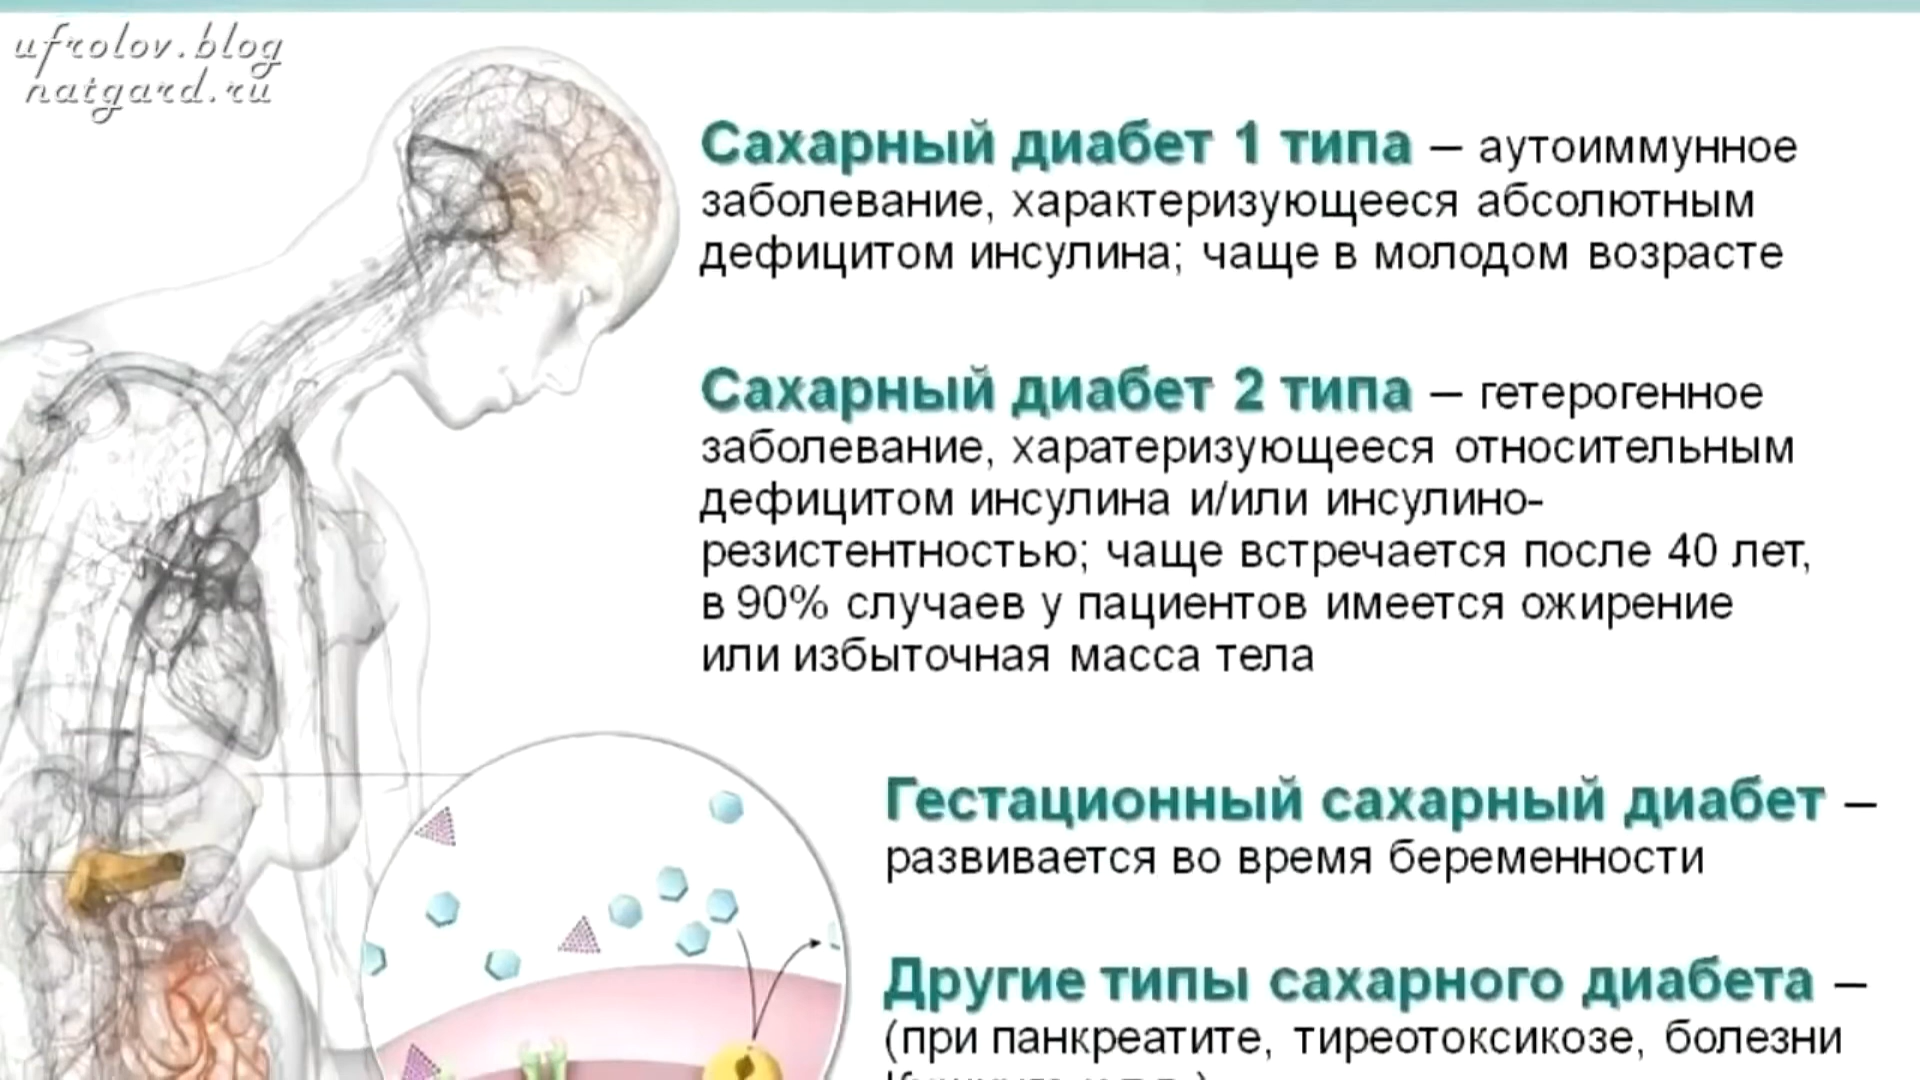 ufrolov.blog
natgard.ru
Сахарный диабет 1 типа – аутоиммунное
заболевание, характеризующееся абсолютным
дефицитом инсулина; чаще в молодом возрасте
Сахарный диабет 2 типа – гетерогенное
заболевание, харатеризующееся относительным
дефицитом инсулина и/или инсулино-
резистентностью; чаще встречается после 40 лет,
в 90% случаев у пациентов имеется ожирение
или избыточная масса тела
Гестационный сахарный диабет –
развивается во время беременности
Другие типы сахарного диабета –
(при панкреатите, тиреотоксикозе, болезни